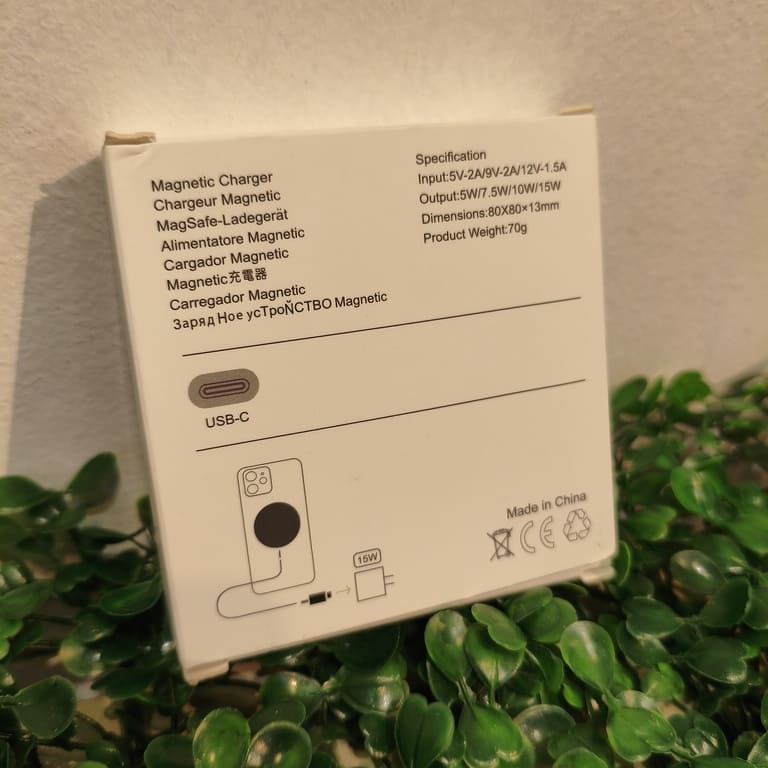 Magnetic Charger
Chargeur Magnetic
MagSafe-Ladegerät
Alimentatore Magnetic
Cargador Magnetic
Magnetic充電器
Carregador Magnetic
Заряд Ное усТроЙСТВО Magnetic
Specification
Input:5V-2A/9V-2A/12V-1.5A
Output:5W/7.5W/10W/15W
Dimensions:80X80×13mm
Product Weight:70g
USB-C
15W
Made in China
CE